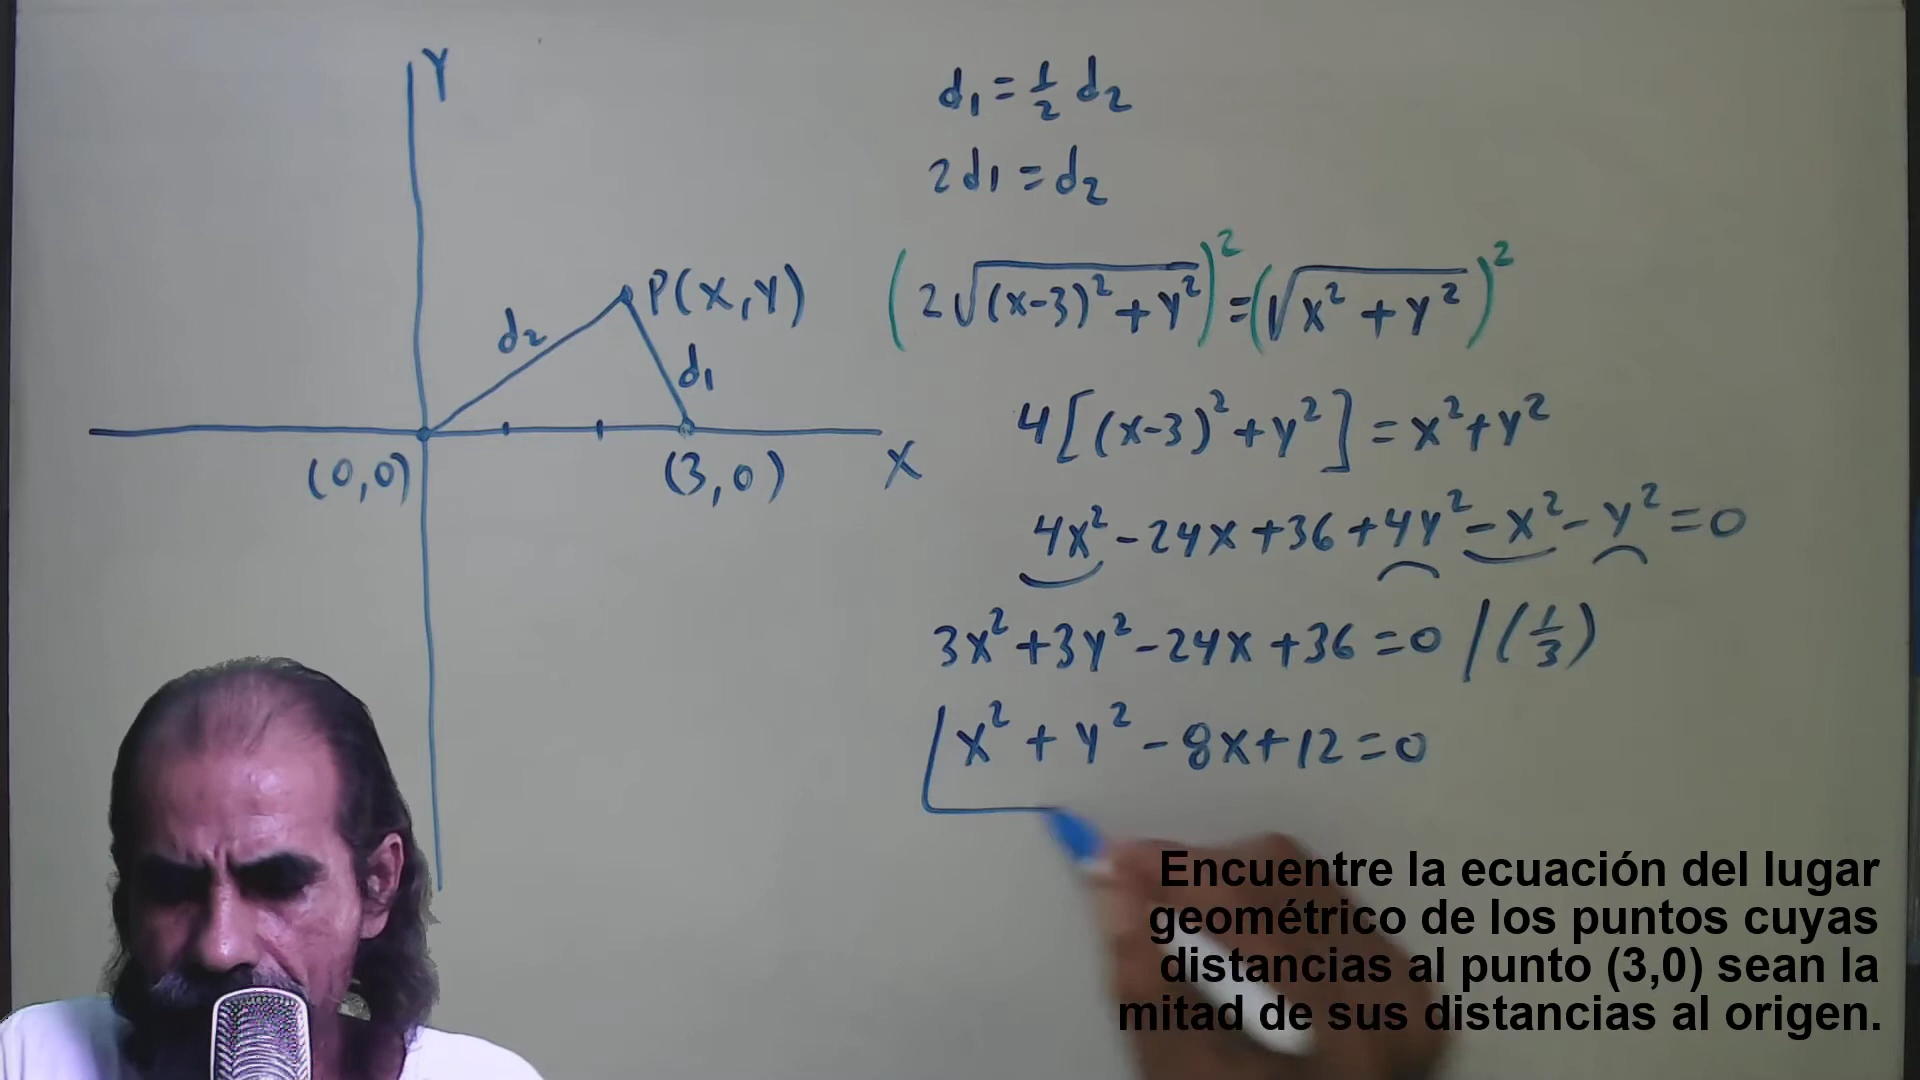 Y
P(x,y)
d₂
d₁
(0,0)
(3,0)
X
d₁ = ½ d₂
2d₁ = d₂
(2√((x-3)² + y²))² = (√(x² + y²))²
4[(x-3)² + y²] = x² + y²
4x² - 24x + 36 + 4y² - x² - y² = 0
3x² + 3y² - 24x + 36 = 0 / (⅓)
x² + y² - 8x + 12 = 0
Encuentre la ecuación del lugar
geométrico de los puntos cuyas
distancias al punto (3,0) sean la
mitad de sus distancias al origen.